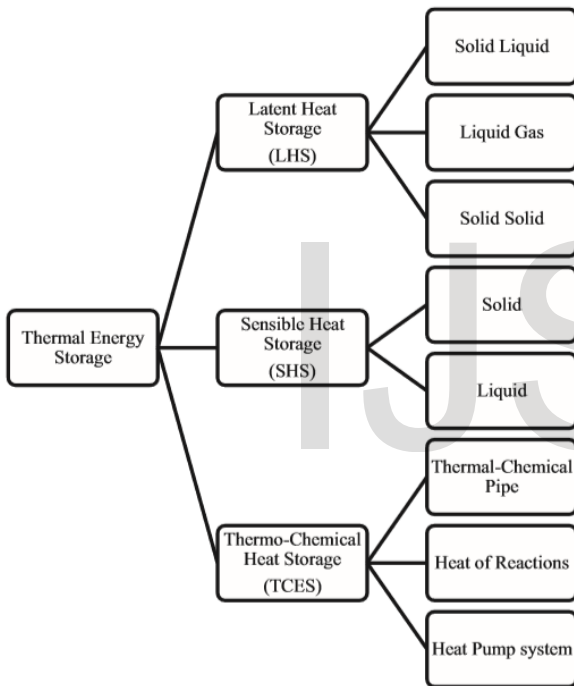 Thermal Energy
Storage
Latent Heat
Storage
(LHS)
Solid Liquid
Liquid Gas
Solid Solid
Sensible Heat
Storage
(SHS)
Solid
Liquid
Thermo-Chemical
Heat Storage
(TCES)
Thermal-Chemical
Pipe
Heat of Reactions
Heat Pump system
IJS